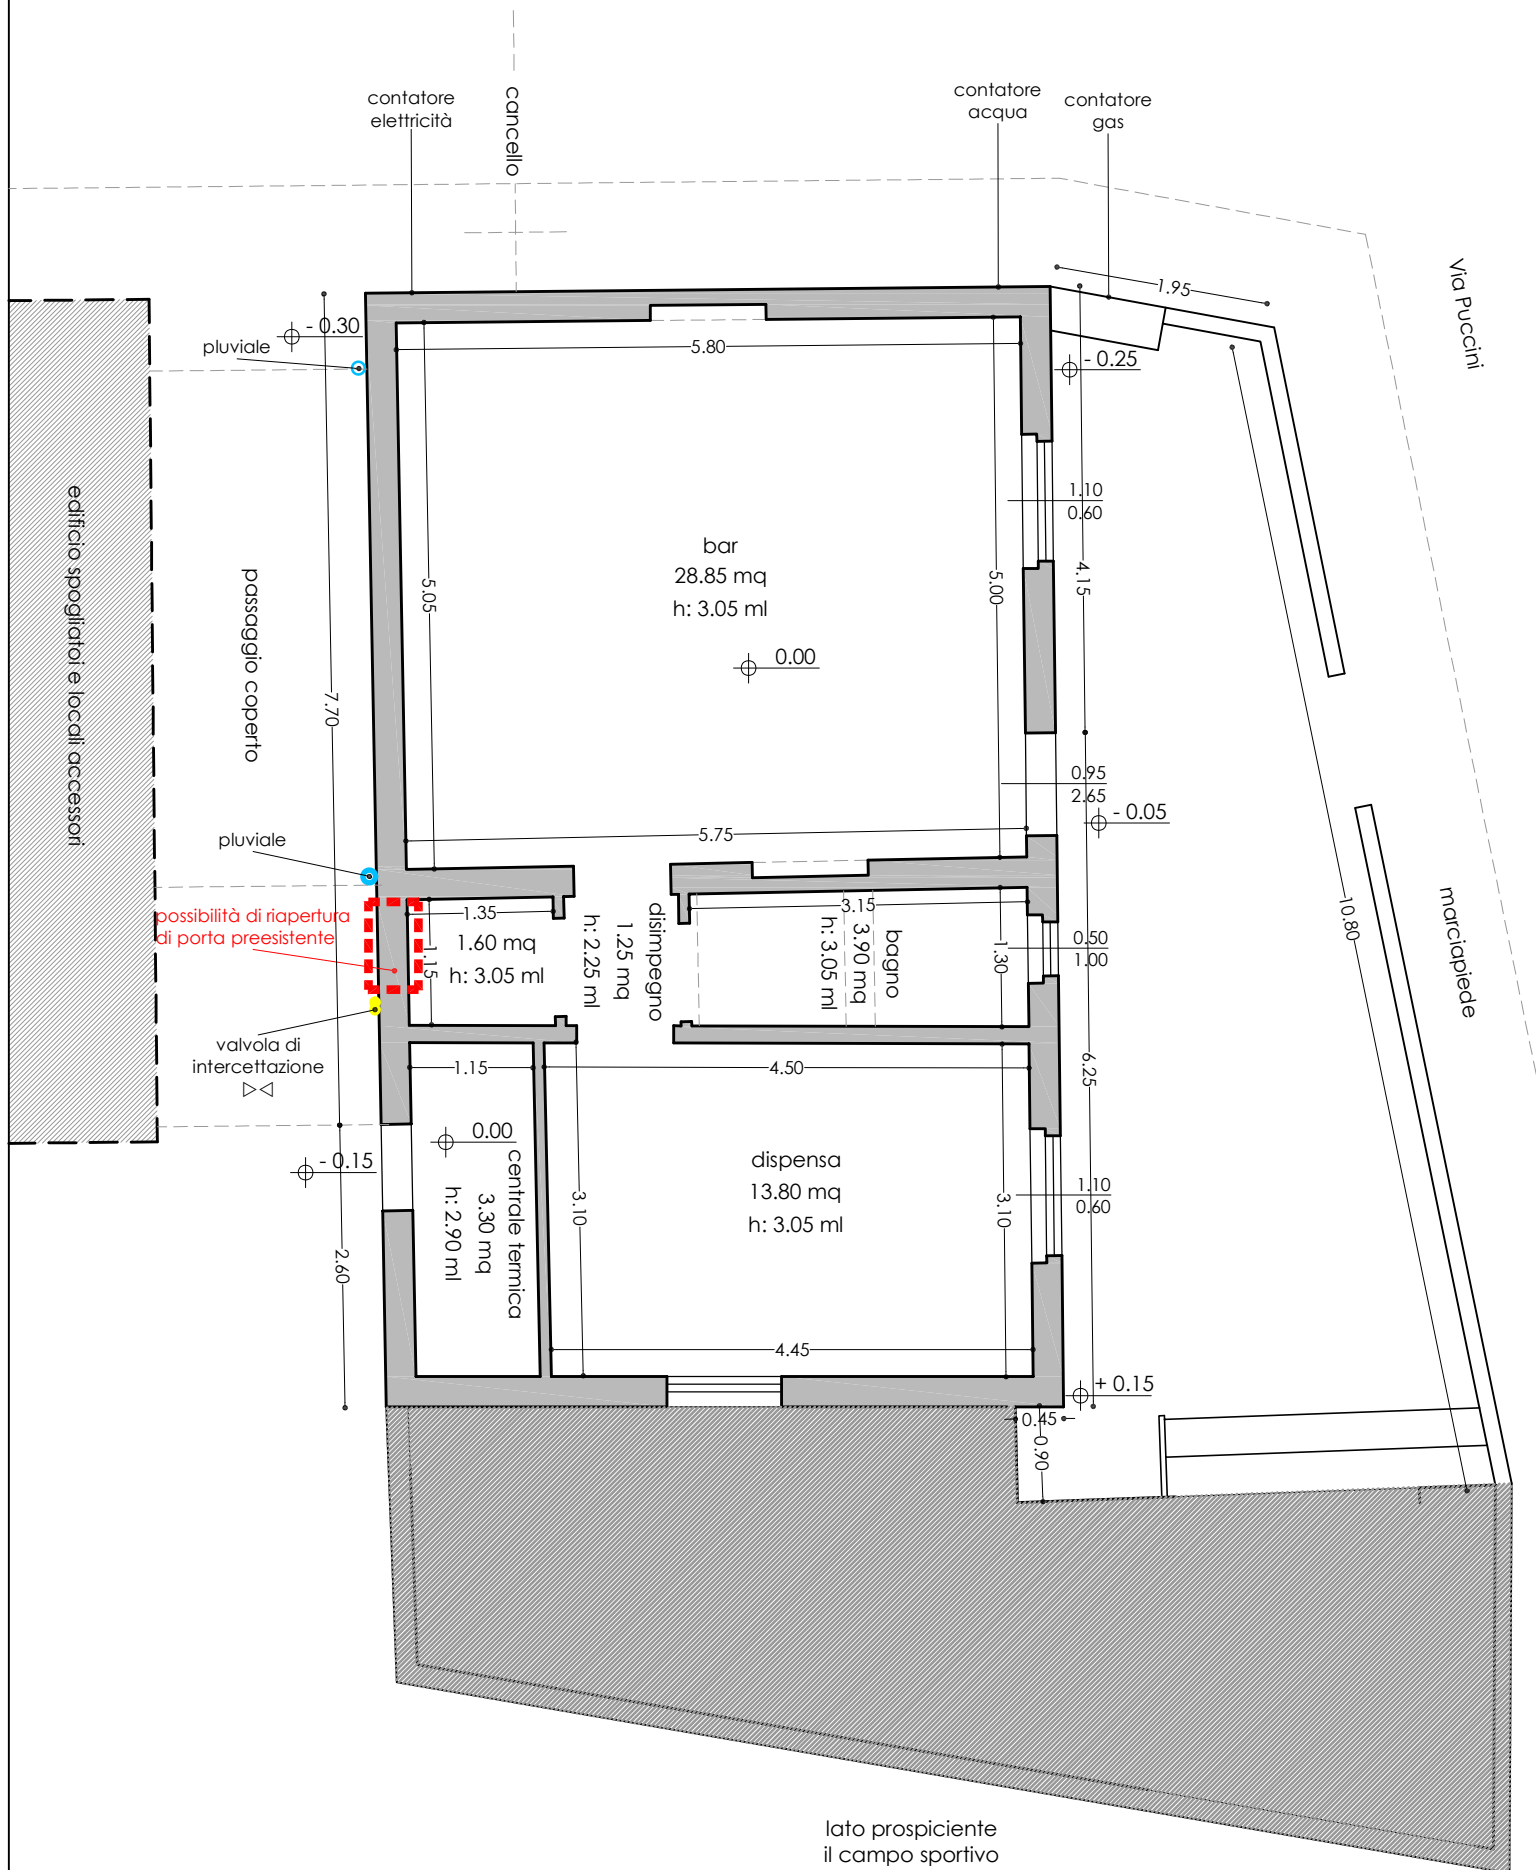 contatore
elettricità
cancello
contatore
acqua
contatore
gas
Via Puccini
1.95
- 0.30
pluviale
5.80
- 0.25
1.10
0.60
edificio spogliatoi e locali accessori
passaggio coperto
7.70
5.05
bar
28.85 mq
h: 3.05 ml
0.00
5.00
4.15
0.95
2.65
- 0.05
5.75
pluviale
possibilità di riapertura
di porta preesistente
1.35
1.60 mq
h: 3.05 ml
1.15
disimpegno
1.25 mq
h: 2.25 ml
3.15
bagno
3.90 mq
h: 3.05 ml
1.30
0.50
1.00
10.80
marciapiede
valvola di
intercettazione
1.15
4.50
6.25
0.00
- 0.15
centrale termica
3.30 mq
h: 2.90 ml
3.10
dispensa
13.80 mq
h: 3.05 ml
3.10
1.10
0.60
2.60
4.45
+ 0.15
0.45
0.90
lato prospiciente
il campo sportivo